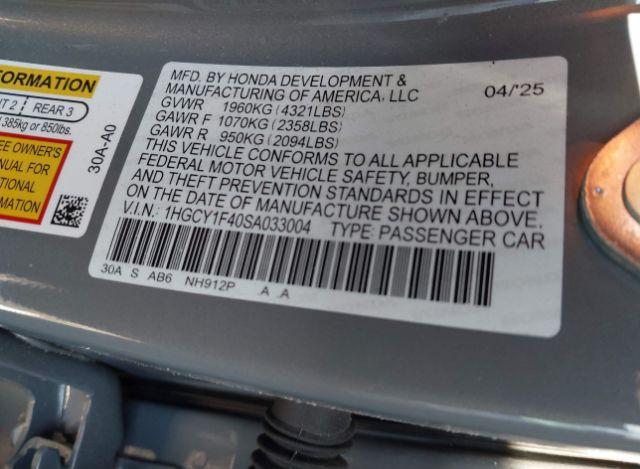 FORMATION
T 2 REAR 3
385kg or 850lbs.
EE OWNER'S
ANUAL FOR
TIONAL
RMATION
30A-A0
MFD. BY HONDA DEVELOPMENT &
MANUFACTURING OF AMERICA, LLC 04/'25
GVWR 1960KG (4321LBS)
GAWR F 1070KG (2358LBS)
GAWR R 950KG (2094LBS)
THIS VEHICLE CONFORMS TO ALL APPLICABLE
FEDERAL MOTOR VEHICLE SAFETY, BUMPER,
AND THEFT PREVENTION STANDARDS IN EFFECT
ON THE DATE OF MANUFACTURE SHOWN ABOVE.
V.I.N.: 1HGCY1F40SA033004 TYPE: PASSENGER CAR
30A S AB6 NH912P A A